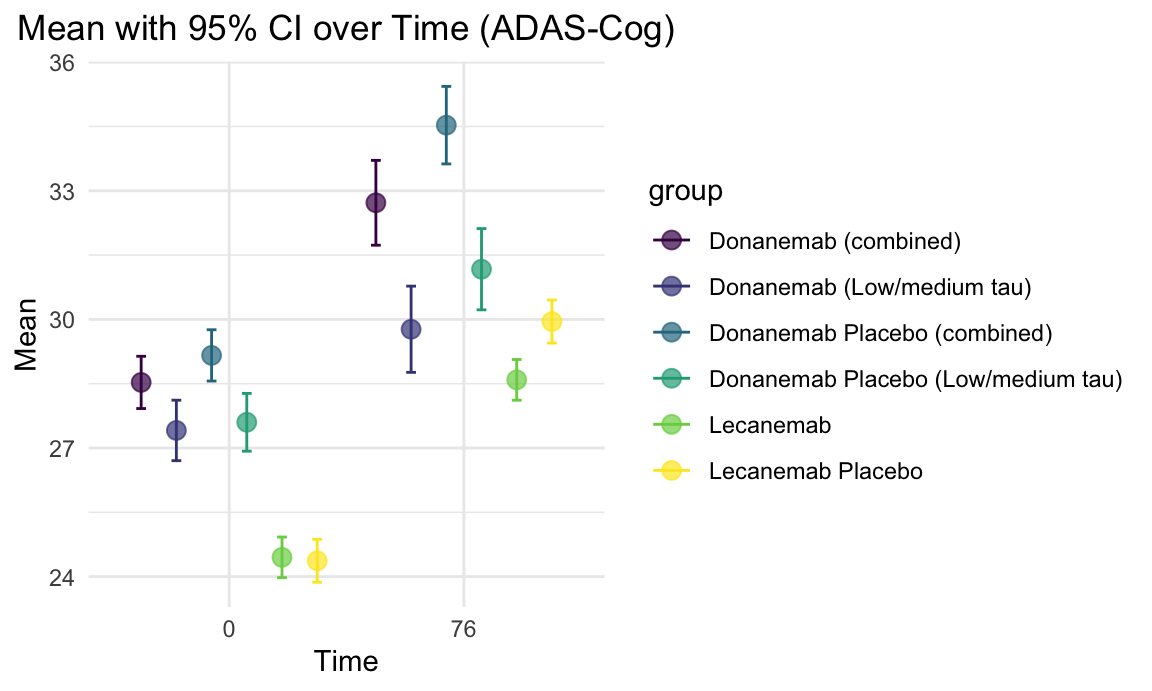 Mean with 95% CI over Time (ADAS-Cog)
36
33
30
27
24
Mean
0
76
Time
group
Donanemab (combined)
Donanemab (Low/medium tau)
Donanemab Placebo (combined)
Donanemab Placebo (Low/medium tau)
Lecanemab
Lecanemab Placebo